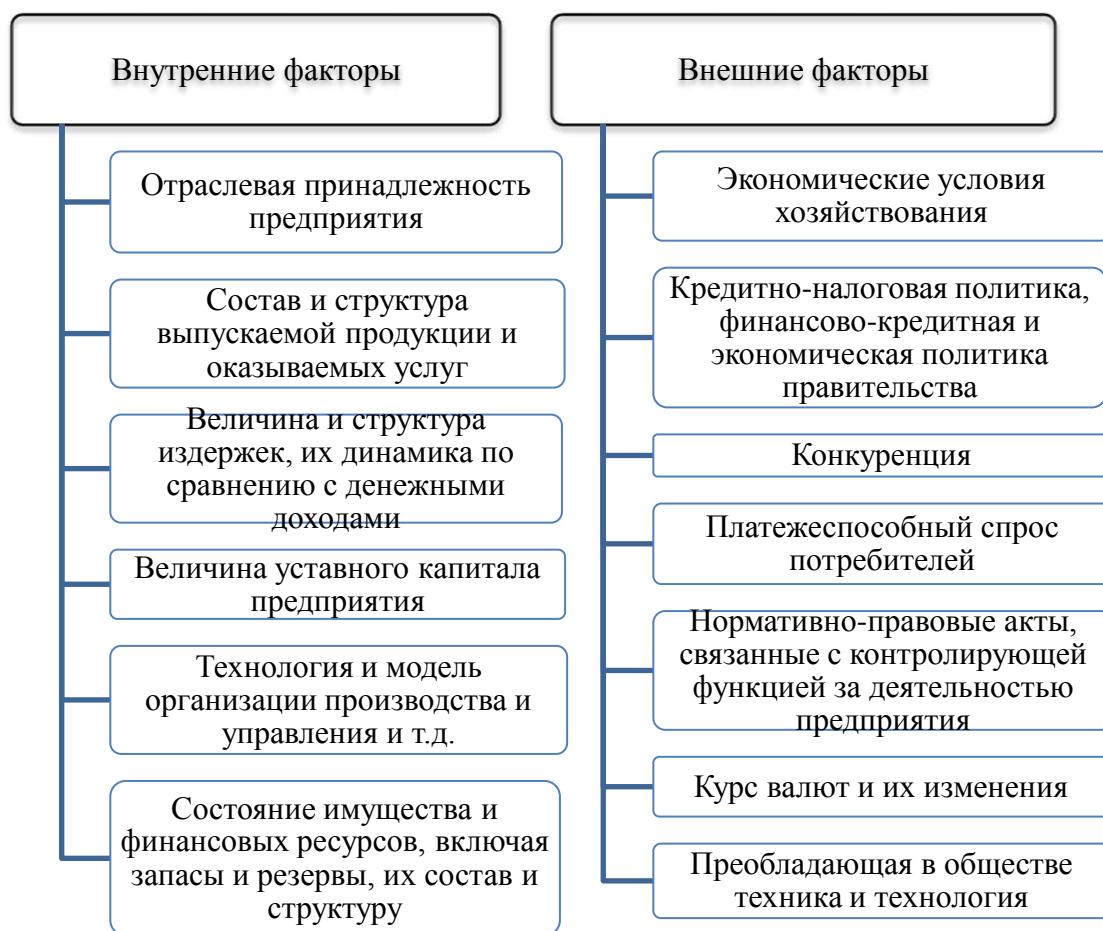 Внутренние факторы
Отраслевая принадлежность
предприятия
Состав и структура
выпускаемой продукции и
оказываемых услуг
Величина и структура
издержек, их динамика по
сравнению с денежными
доходами
Величина уставного капитала
предприятия
Технология и модель
организации производства и
управления и т.д.
Состояние имущества и
финансовых ресурсов, включая
запасы и резервы, их состав и
структуру
Внешние факторы
Экономические условия
хозяйствования
Кредитно-налоговая политика,
финансово-кредитная и
экономическая политика
правительства
Конкуренция
Платежеспособный спрос
потребителей
Нормативно-правовые акты,
связанные с контролирующей
функцией за деятельностью
предприятия
Курс валют и их изменения
Преобладающая в обществе
техника и технология